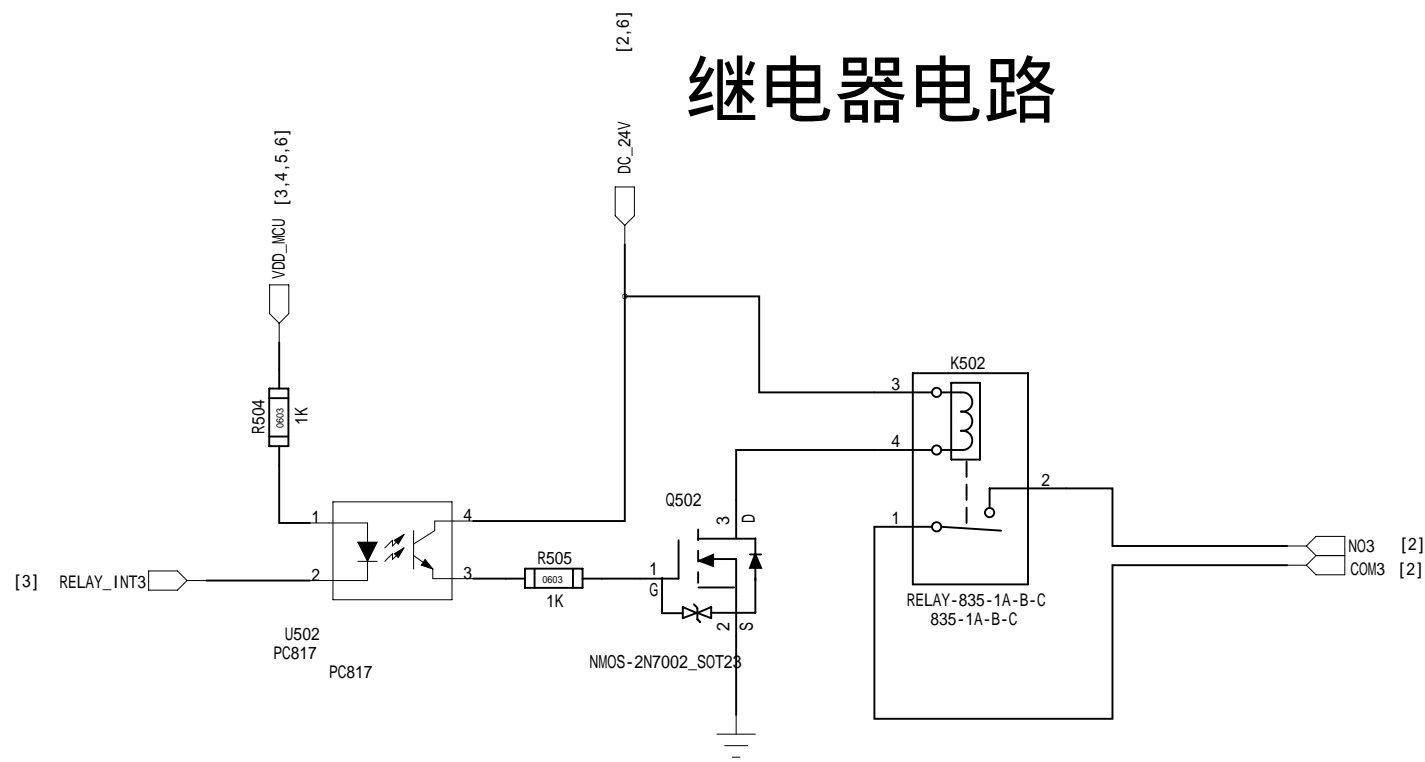 [2,6]
继电器电路
DC_24V
VDD_MCU [3,4,5,6]
K502
3
R504
0603
1K
4
Q502
2
3
D
1
4
1
R505
NO3 [2]
[3] RELAY_INT3
2
3
0603
1
COM3 [2]
1K
G
RELAY-835-1A-B-C
835-1A-B-C
2
S
U502
PC817
NMOS-2N7002_SOT23
PC817